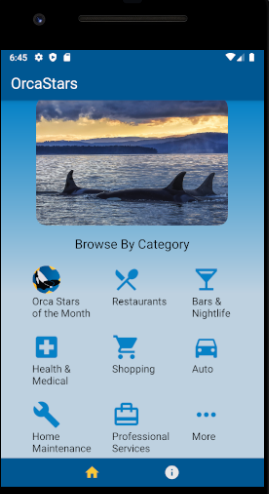 6:45
OrcaStars
Browse By Category
Orca Stars
of the Month
Restaurants
Bars &
Nightlife
Health &
Medical
Shopping
Auto
Home
Maintenance
Professional
Services
More